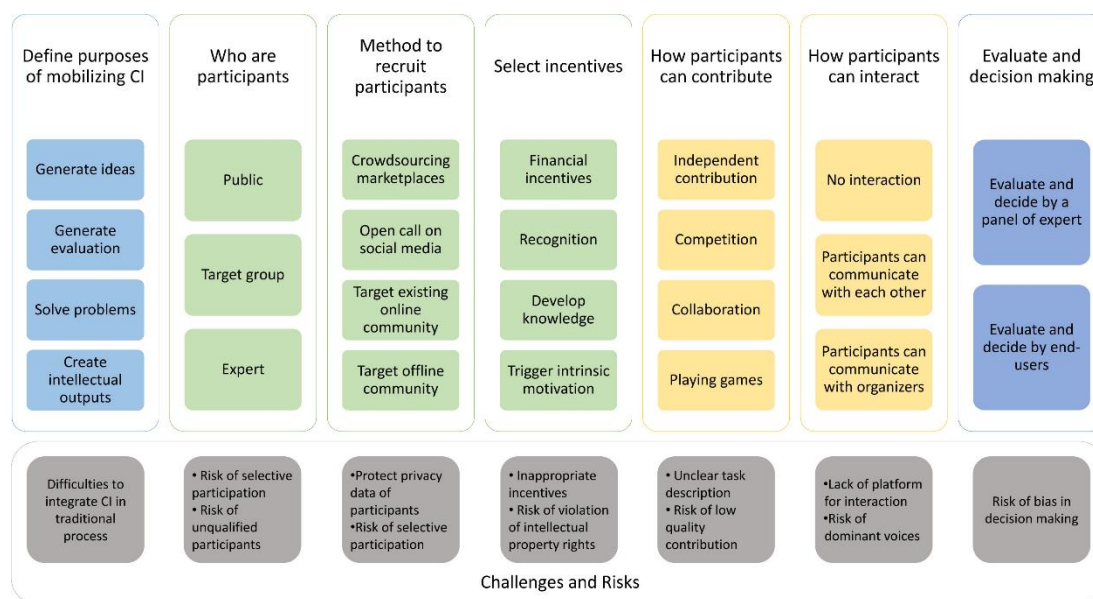 Define purposes
of mobilizing CI
Generate ideas
Generate
evaluation
Solve problems
Create
intellectual
outputs
Who are
participants
Public
Target group
Expert
Method to
recruit
participants
Crowdsourcing
marketplaces
Open call on
social media
Target existing
online
community
Target offline
community
Select incentives
Financial
incentives
Recognition
Develop
knowledge
Trigger intrinsic
motivation
How participants
can contribute
Independent
contribution
Competition
Collaboration
Playing games
How participants
can interact
No interaction
Participants can
communicate
with each other
Participants can
communicate
with organizers
Evaluate and
decision making
Evaluate and
decide by a
panel of expert
Evaluate and
decide by end-
users
Difficulties to
integrate CI in
traditional
process
• Risk of selective
participation
• Risk of
unqualified
participants
•Protect privacy
data of
participants
•Risk of selective
participation
• Inappropriate
incentives
• Risk of violation
of intellectual
property rights
• Unclear task
description
• Risk of low
quality
contribution
•Lack of platform
for interaction
•Risk of
dominant voices
Risk of bias in
decision making
Challenges and Risks